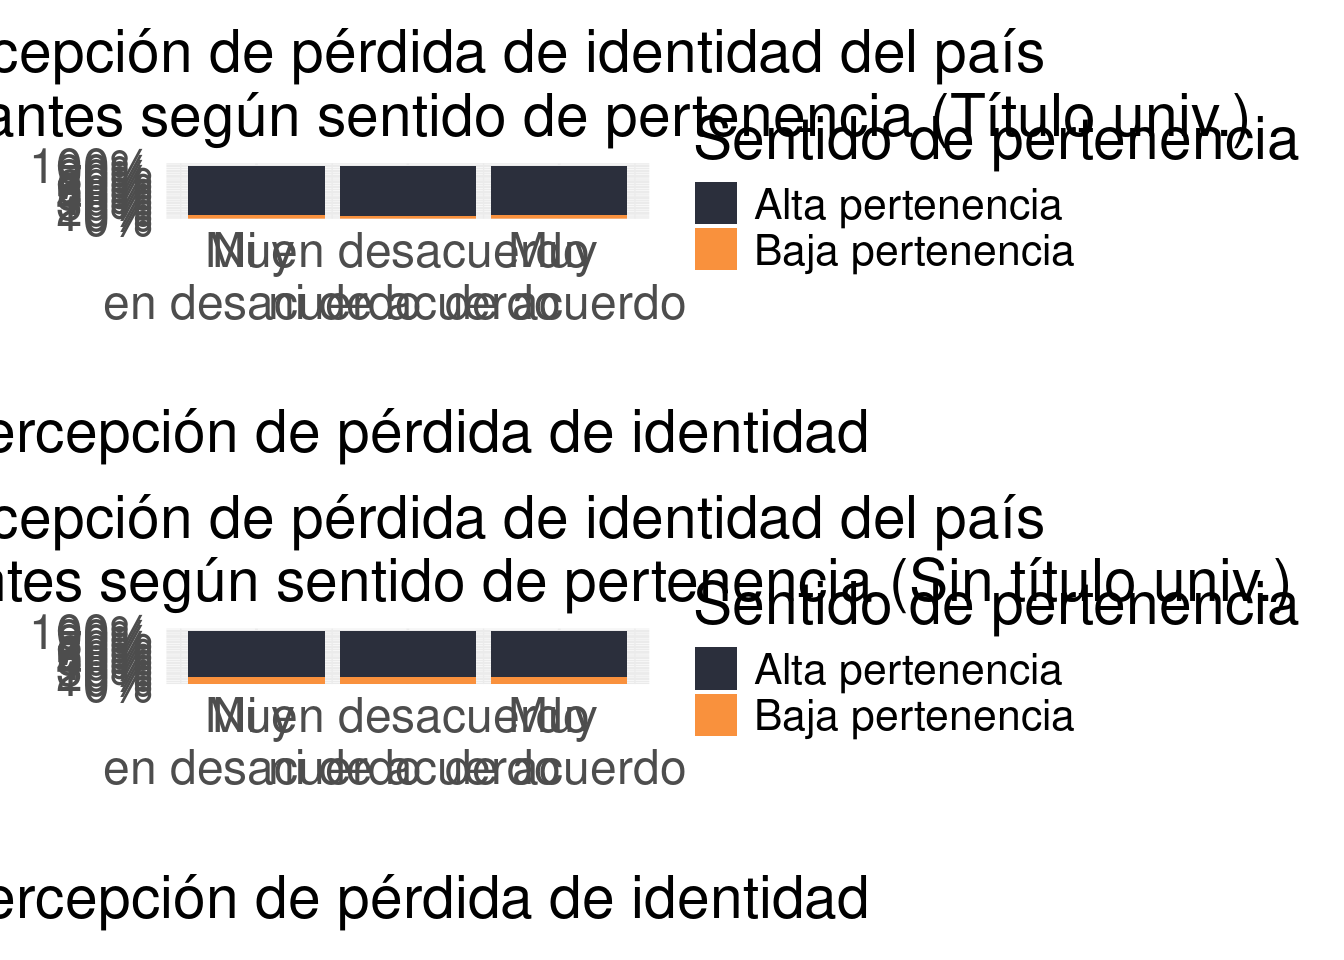 cepción de pérdida de identidad del país
antes según sentido de pertenencia (Título univ.)
Sentido de pertenencia
100%
0%
Alta pertenencia
Baja pertenencia
Muy
en desacuerdo
Ni en desacuerdo
ni de acuerdo
Muy
de acuerdo
ercepción de pérdida de identidad
cepción de pérdida de identidad del país
ntes según sentido de pertenencia (Sin título univ.)
Sentido de pertenencia
100%
0%
Alta pertenencia
Baja pertenencia
Muy
en desacuerdo
Ni en desacuerdo
ni de acuerdo
Muy
de acuerdo
ercepción de pérdida de identidad